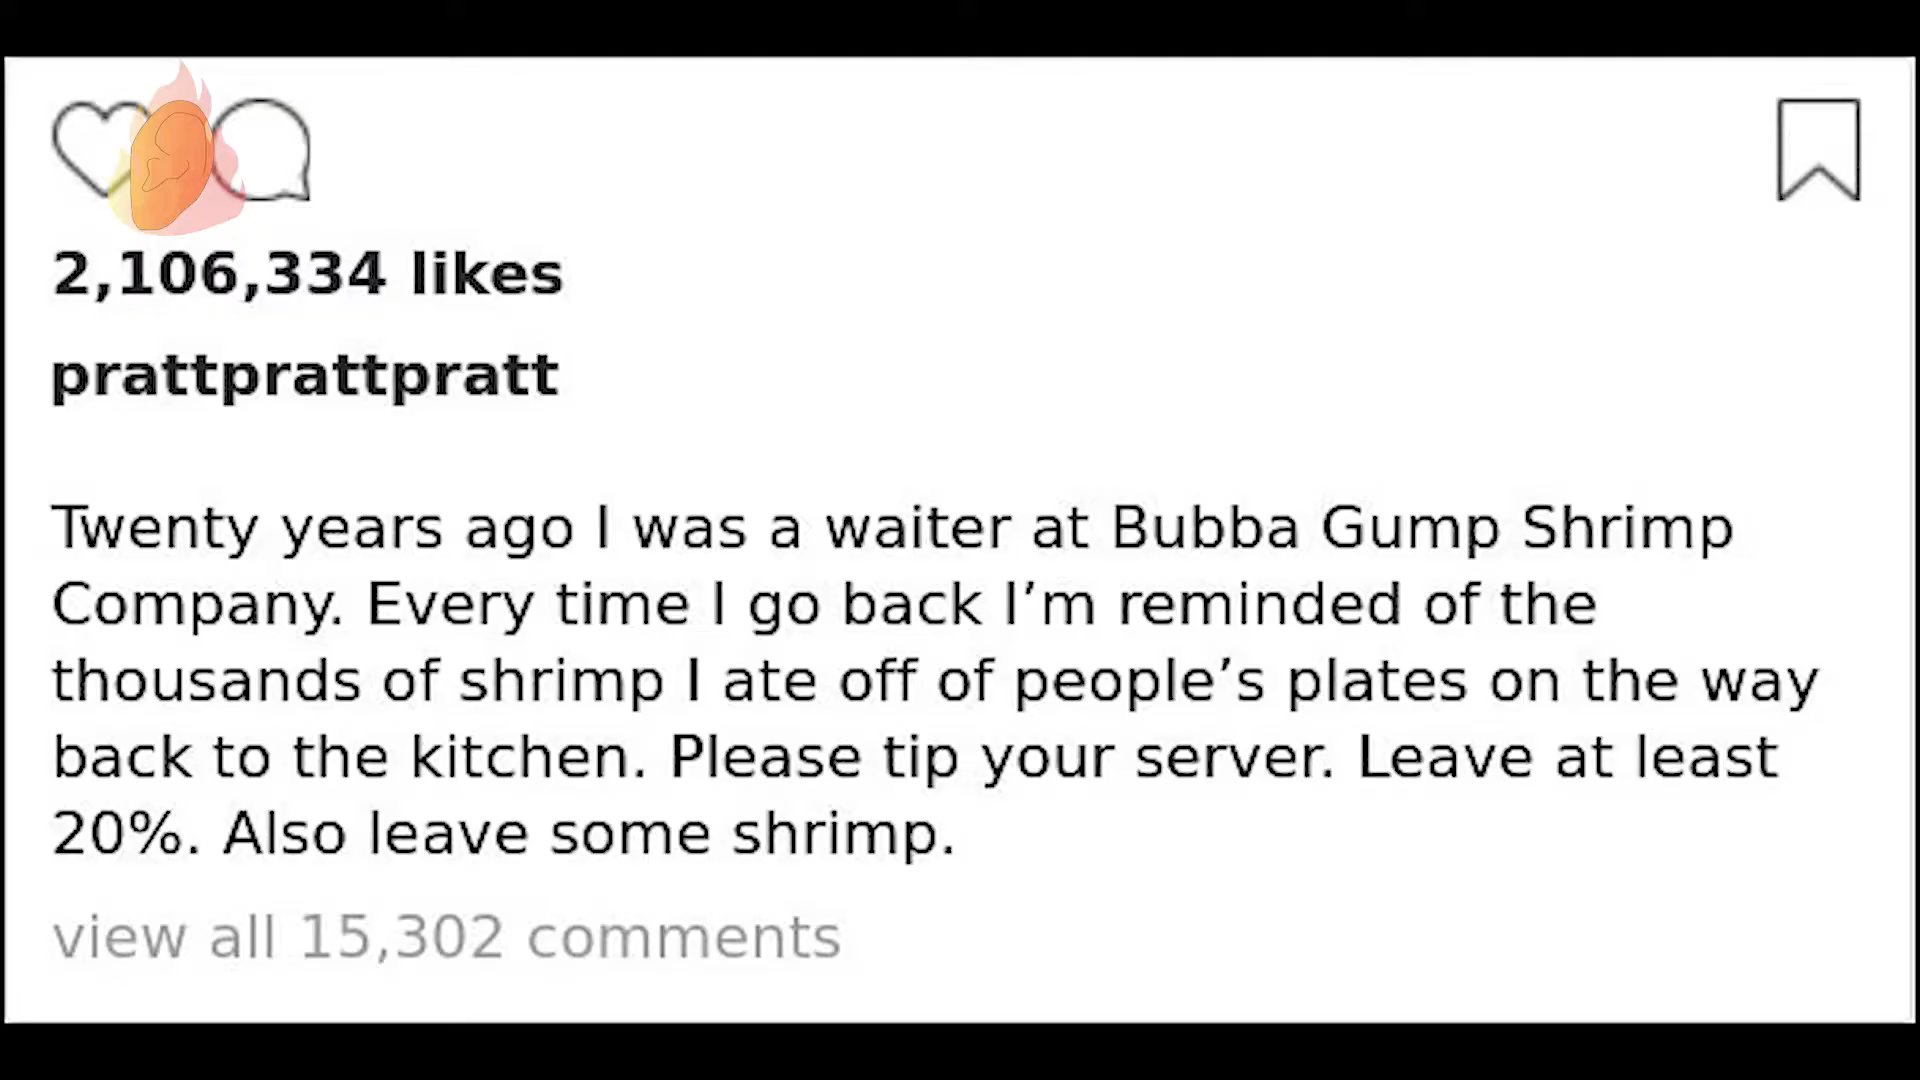 2,106,334 likes
prattprattpratt
Twenty years ago I was a waiter at Bubba Gump Shrimp
Company. Every time I go back I’m reminded of the
thousands of shrimp I ate off of people’s plates on the way
back to the kitchen. Please tip your server. Leave at least
20%. Also leave some shrimp.
view all 15,302 comments